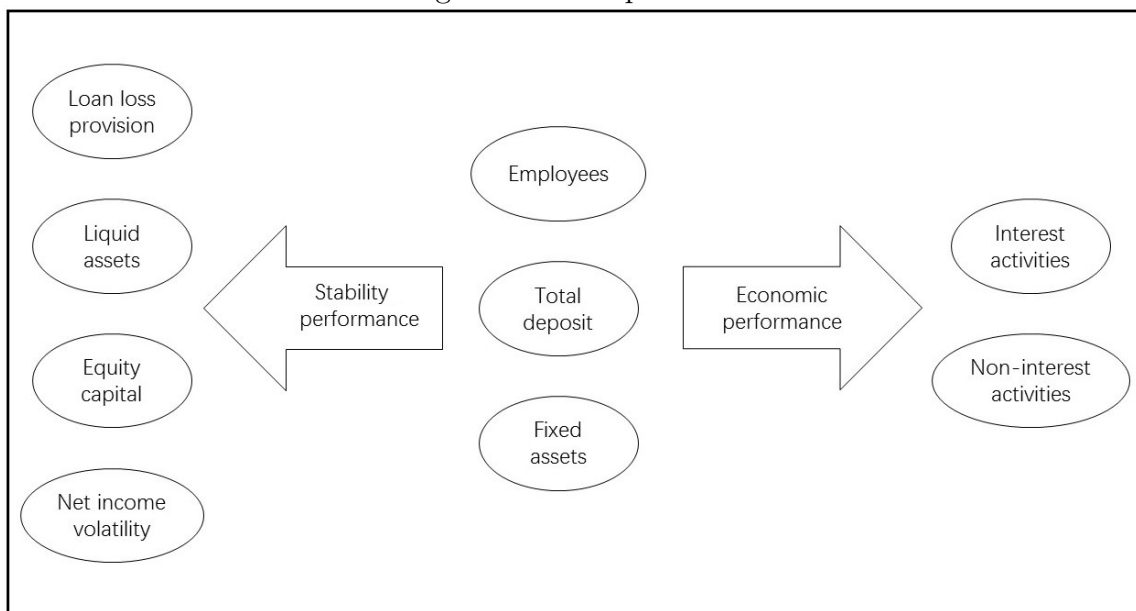 Loan loss
provision
Liquid
assets
Equity
capital
Net income
volatility
Stability
performance
Employees
Total
deposit
Fixed
assets
Economic
performance
Interest
activities
Non-interest
activities